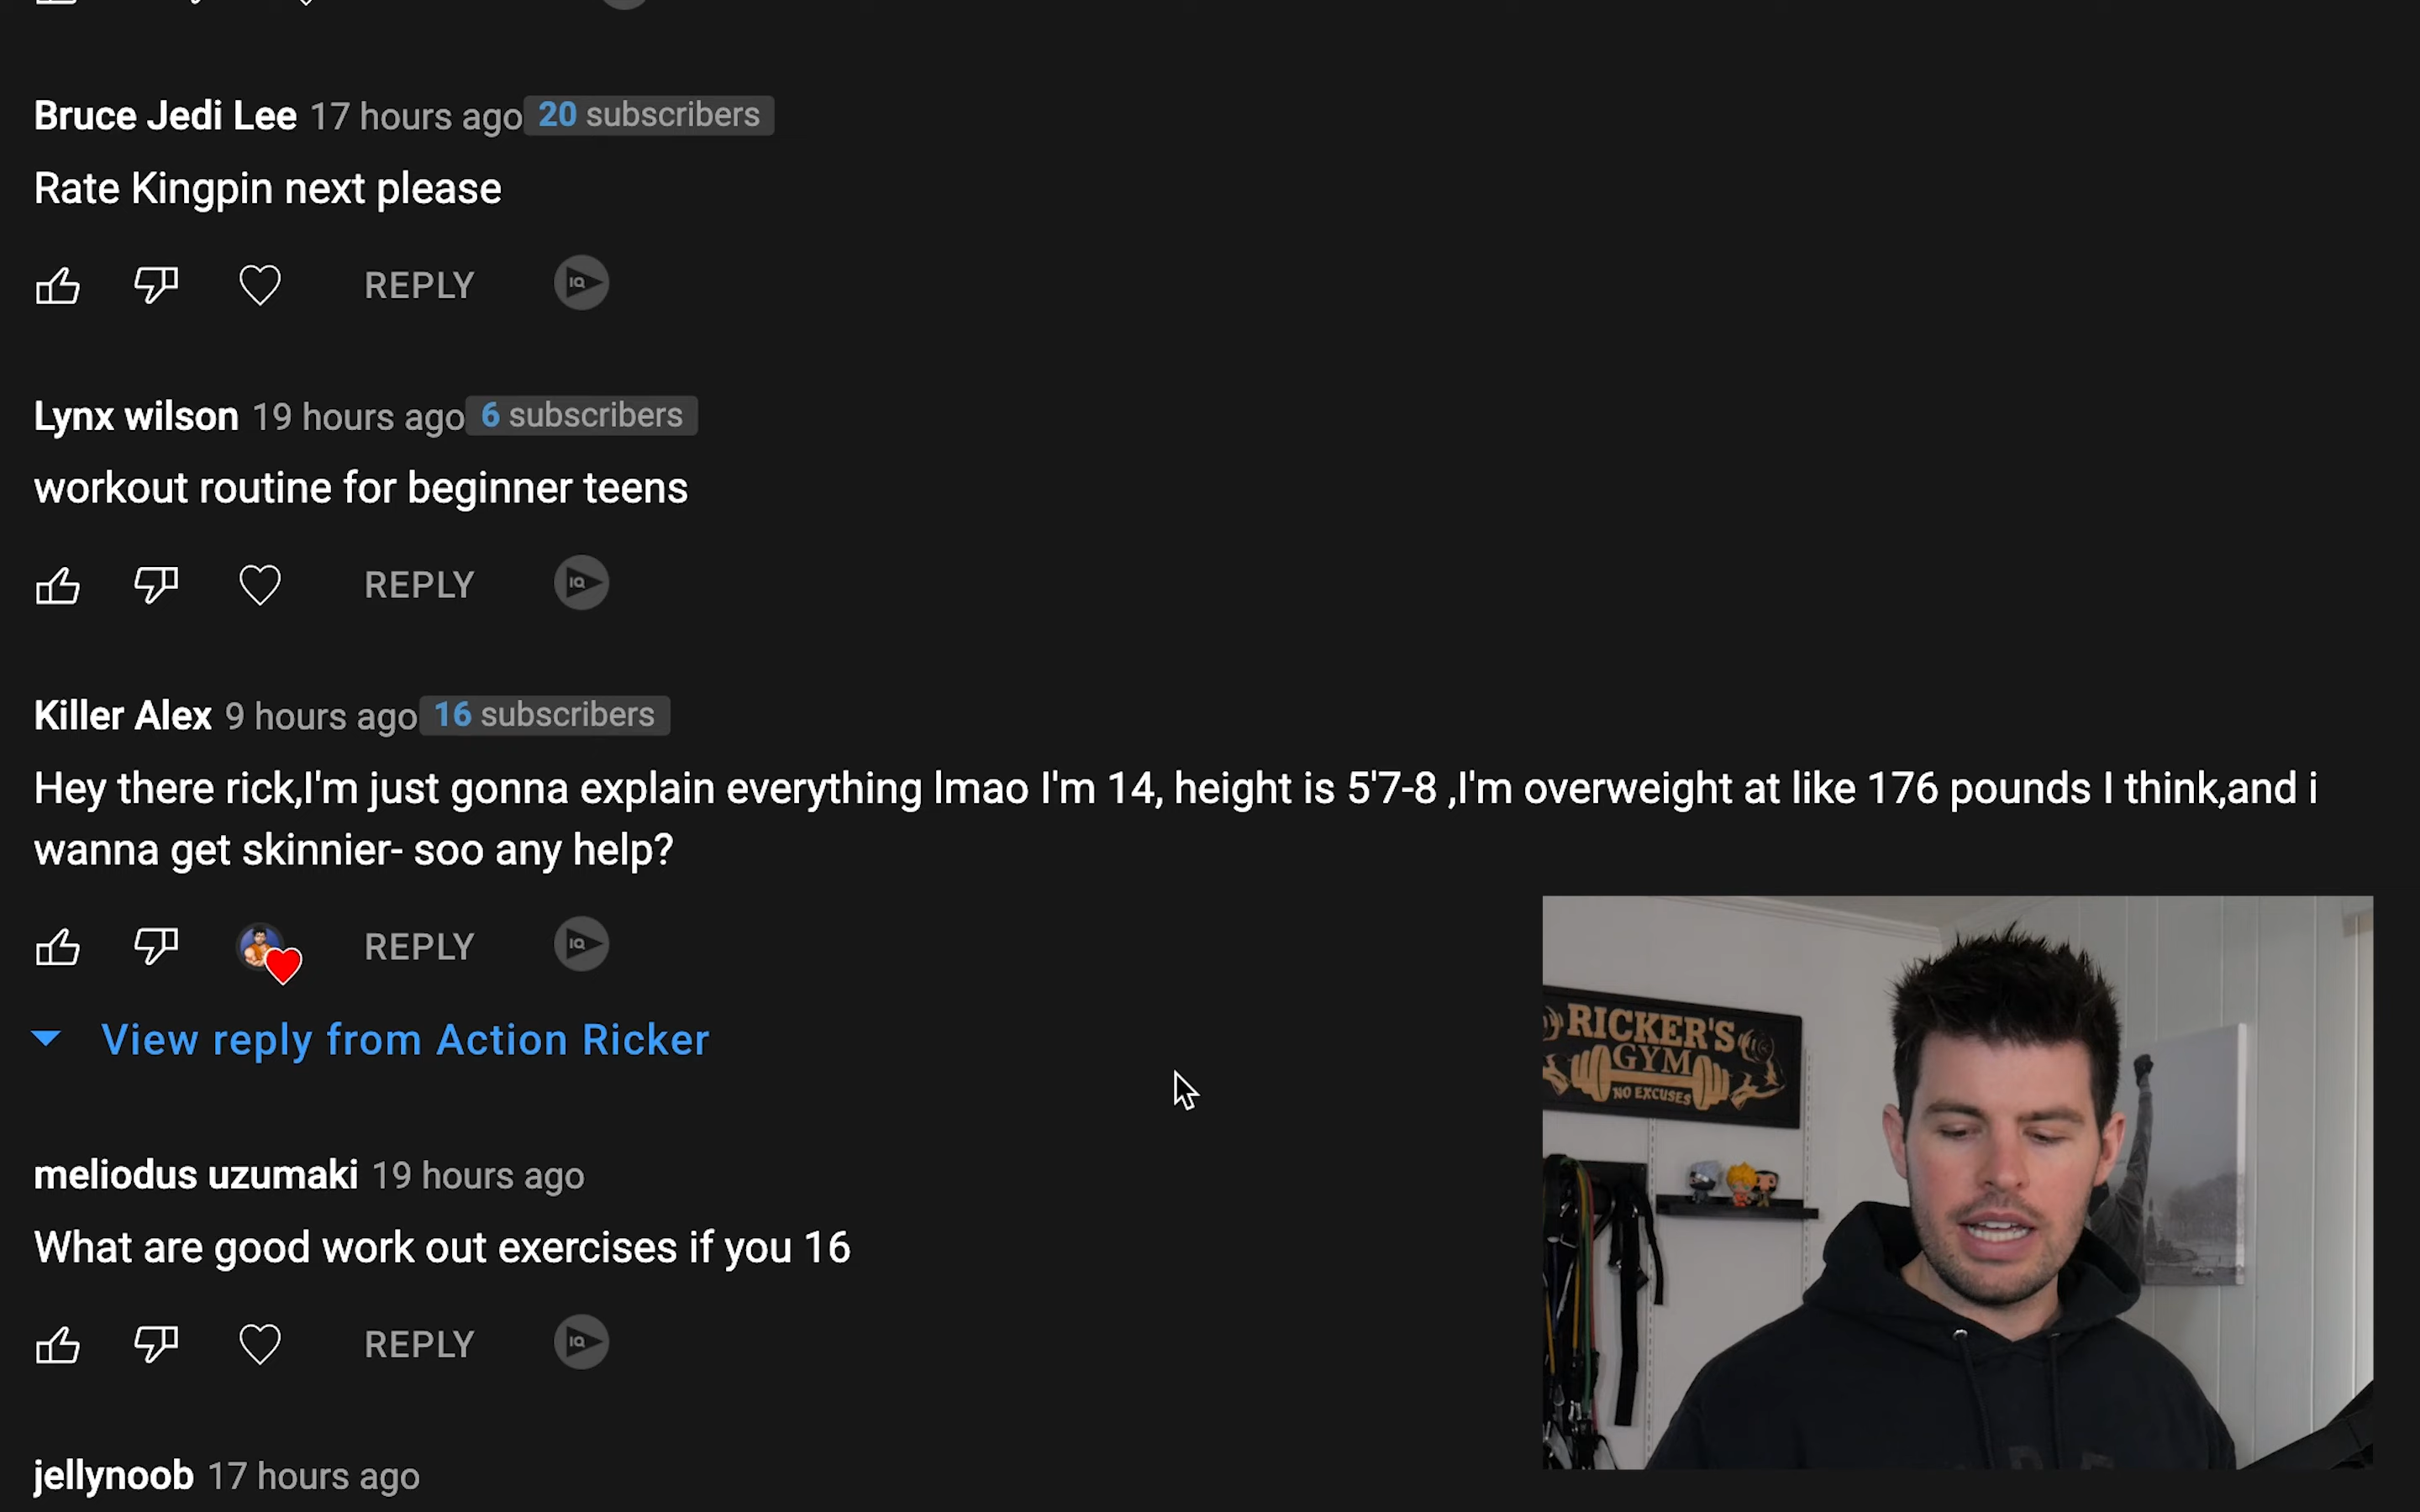 Bruce Jedi Lee 17 hours ago 20 subscribers
Rate Kingpin next please
REPLY IQ
Lynx wilson 19 hours ago 6 subscribers
workout routine for beginner teens
REPLY IQ
Killer Alex 9 hours ago 16 subscribers
Hey there rick,I'm just gonna explain everything lmao I'm 14, height is 5'7-8 ,I'm overweight at like 176 pounds I think,and i
wanna get skinnier- soo any help?
REPLY IQ
View reply from Action Ricker
RICKER'S
GYM
NO EXCUSES
meliodus uzumaki 19 hours ago
What are good work out exercises if you 16
REPLY IQ
jellynoob 17 hours ago